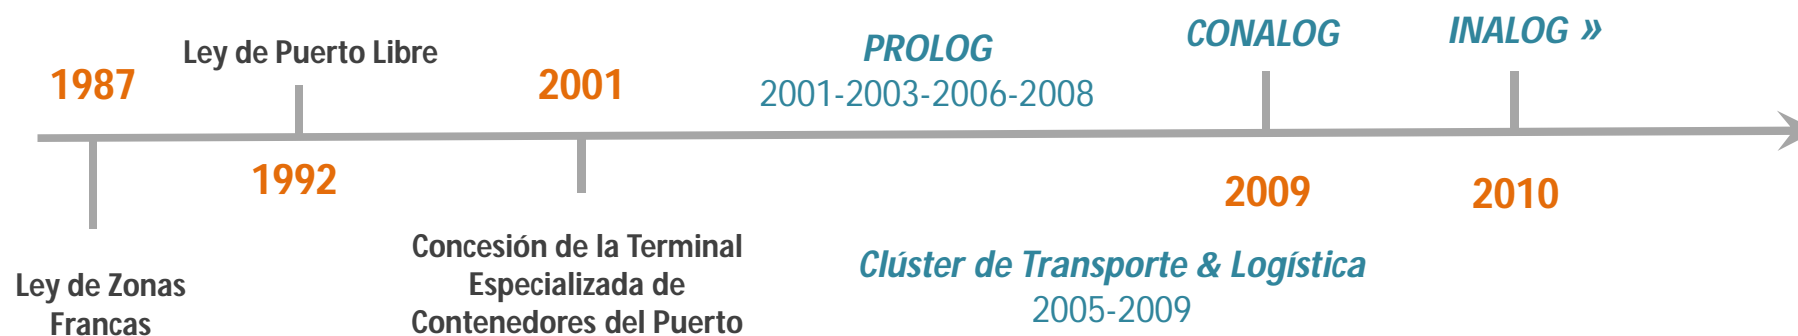 1987
Ley de Zonas
Francas
Ley de Puerto Libre
1992
2001
Concesión de la Terminal
Especializada de
Contenedores del Puerto
PROLOG
2001-2003-2006-2008
Clúster de Transporte & Logística
2005-2009
CONALOG
2009
INALOG »
2010